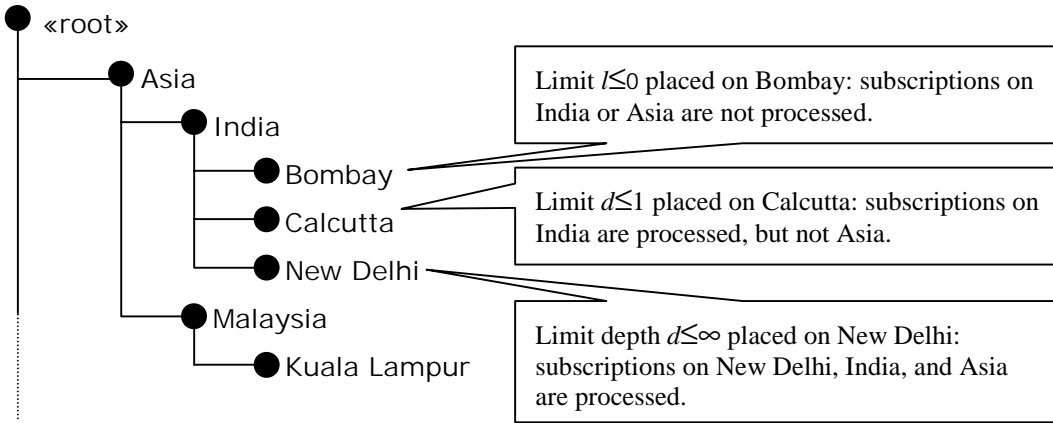 «root»
Asia
India
Bombay
Calcutta
New Delhi
Malaysia
Kuala Lampur
Limit l≤0 placed on Bombay: subscriptions on
India or Asia are not processed.
Limit d≤1 placed on Calcutta: subscriptions on
India are processed, but not Asia.
Limit depth d≤∞ placed on New Delhi:
subscriptions on New Delhi, India, and Asia
are processed.